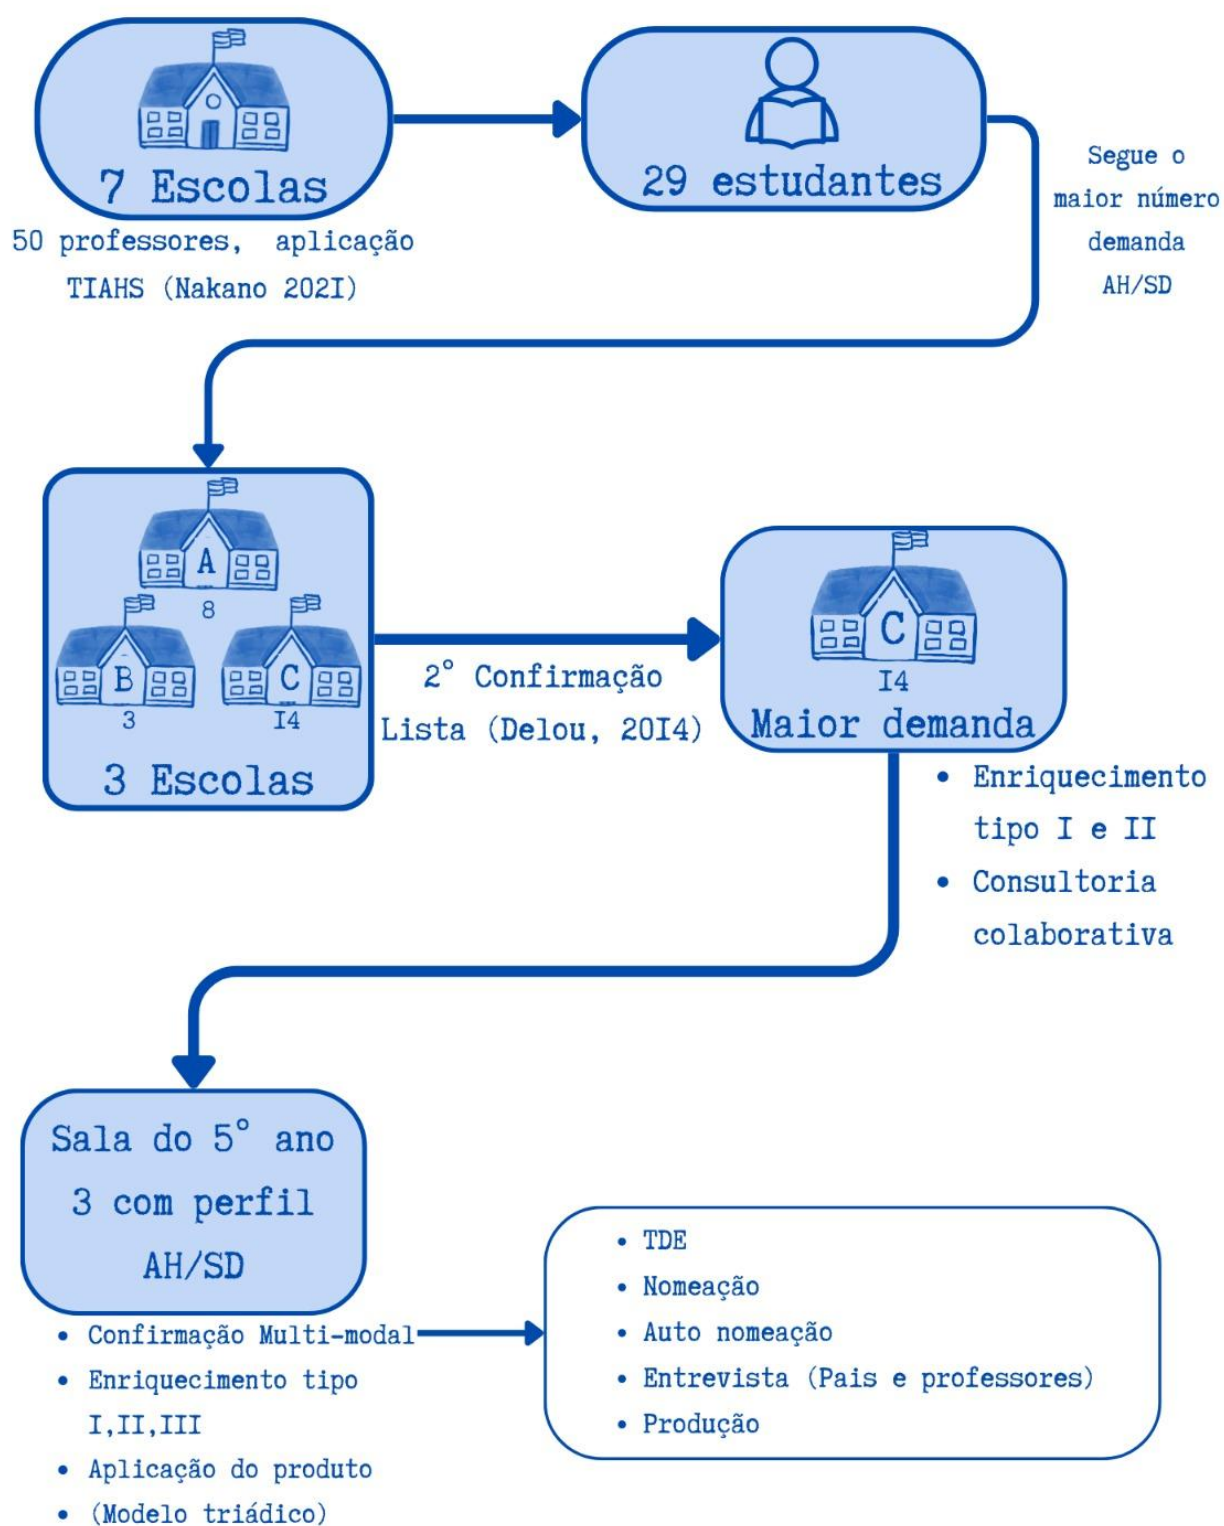 7 Escolas
50 professores, aplicação
TIAHS (Nakano 202I)
29 estudantes
Segue o
maior número
demanda
AH/SD
A
8
B
3
C
I4
3 Escolas
2° Confirmação
Lista (Delou, 20I4)
C
I4
Maior demanda
• Enriquecimento
tipo I e II
• Consultoria
colaborativa
Sala do 5° ano
3 com perfil
AH/SD
• Confirmação Multi-modal
• Enriquecimento tipo
I,II,III
• Aplicação do produto
• (Modelo triádico)
• TDE
• Nomeação
• Auto nomeação
• Entrevista (Pais e professores)
• Produção